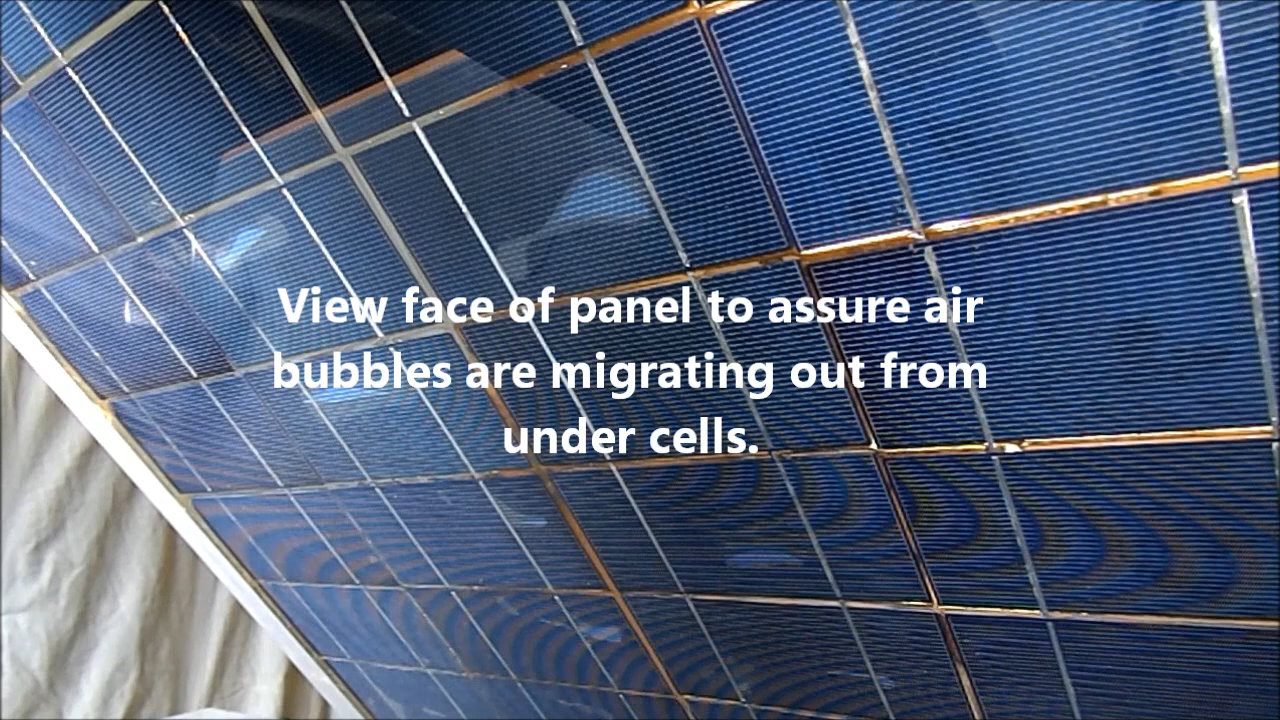 View face of panel to assure air
bubbles are migrating out from
under cells.